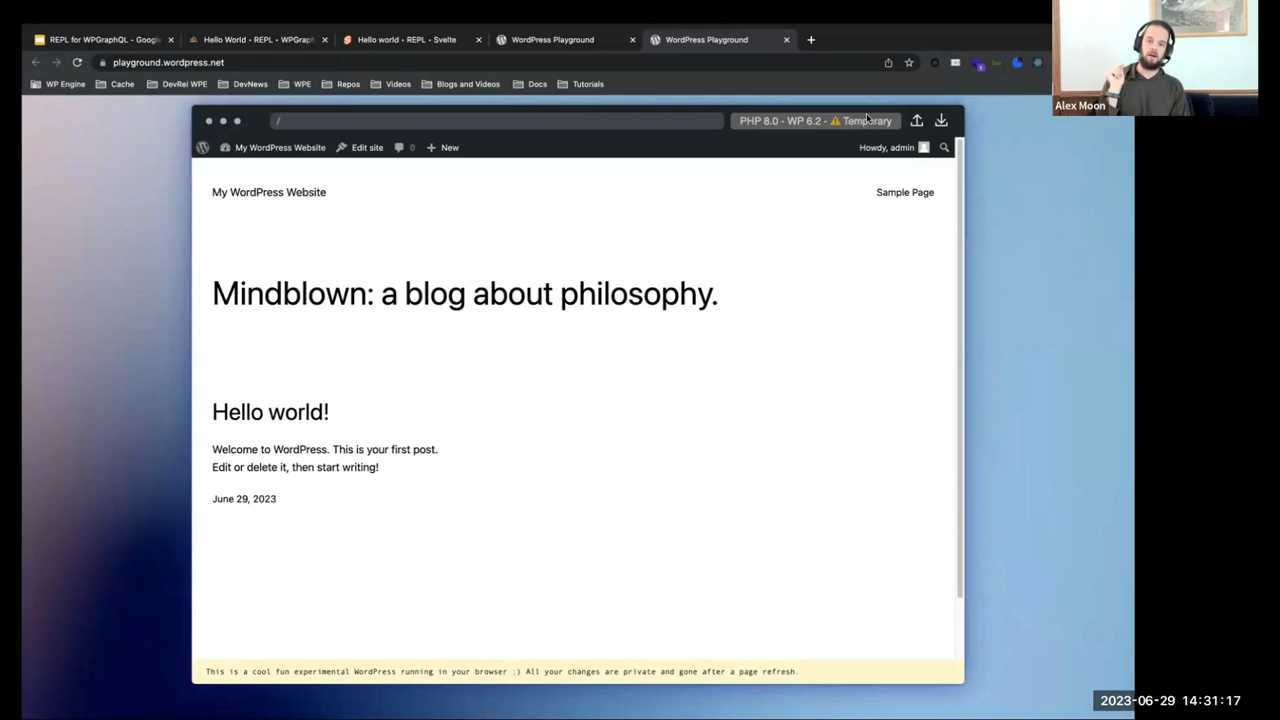 REPL for WPGraphQL - Google
Hello World • REPL • WPGraph
Hello world • REPL • Sv
WordPress Playground
WordPress Playground
playground.wordpress.net
WP Engine
Cache
DevRel WPE
DevNews
WPE
Repos
Videos
Blogs and Videos
Docs
Tutorials
Alex Moon
/
PHP 8.0 - WP 6.2 - ⚠ Temporary
My WordPress Website
Edit site
0
New
Howdy, admin
My WordPress Website
Sample Page
Mindblown: a blog about philosophy.
Hello world!
Welcome to WordPress. This is your first post.
Edit or delete it, then start writing!
June 29, 2023
This is a cool fun experimental WordPress running in your browser :) All your changes are private and gone after a page refresh.
2023-06-29 14:31:17